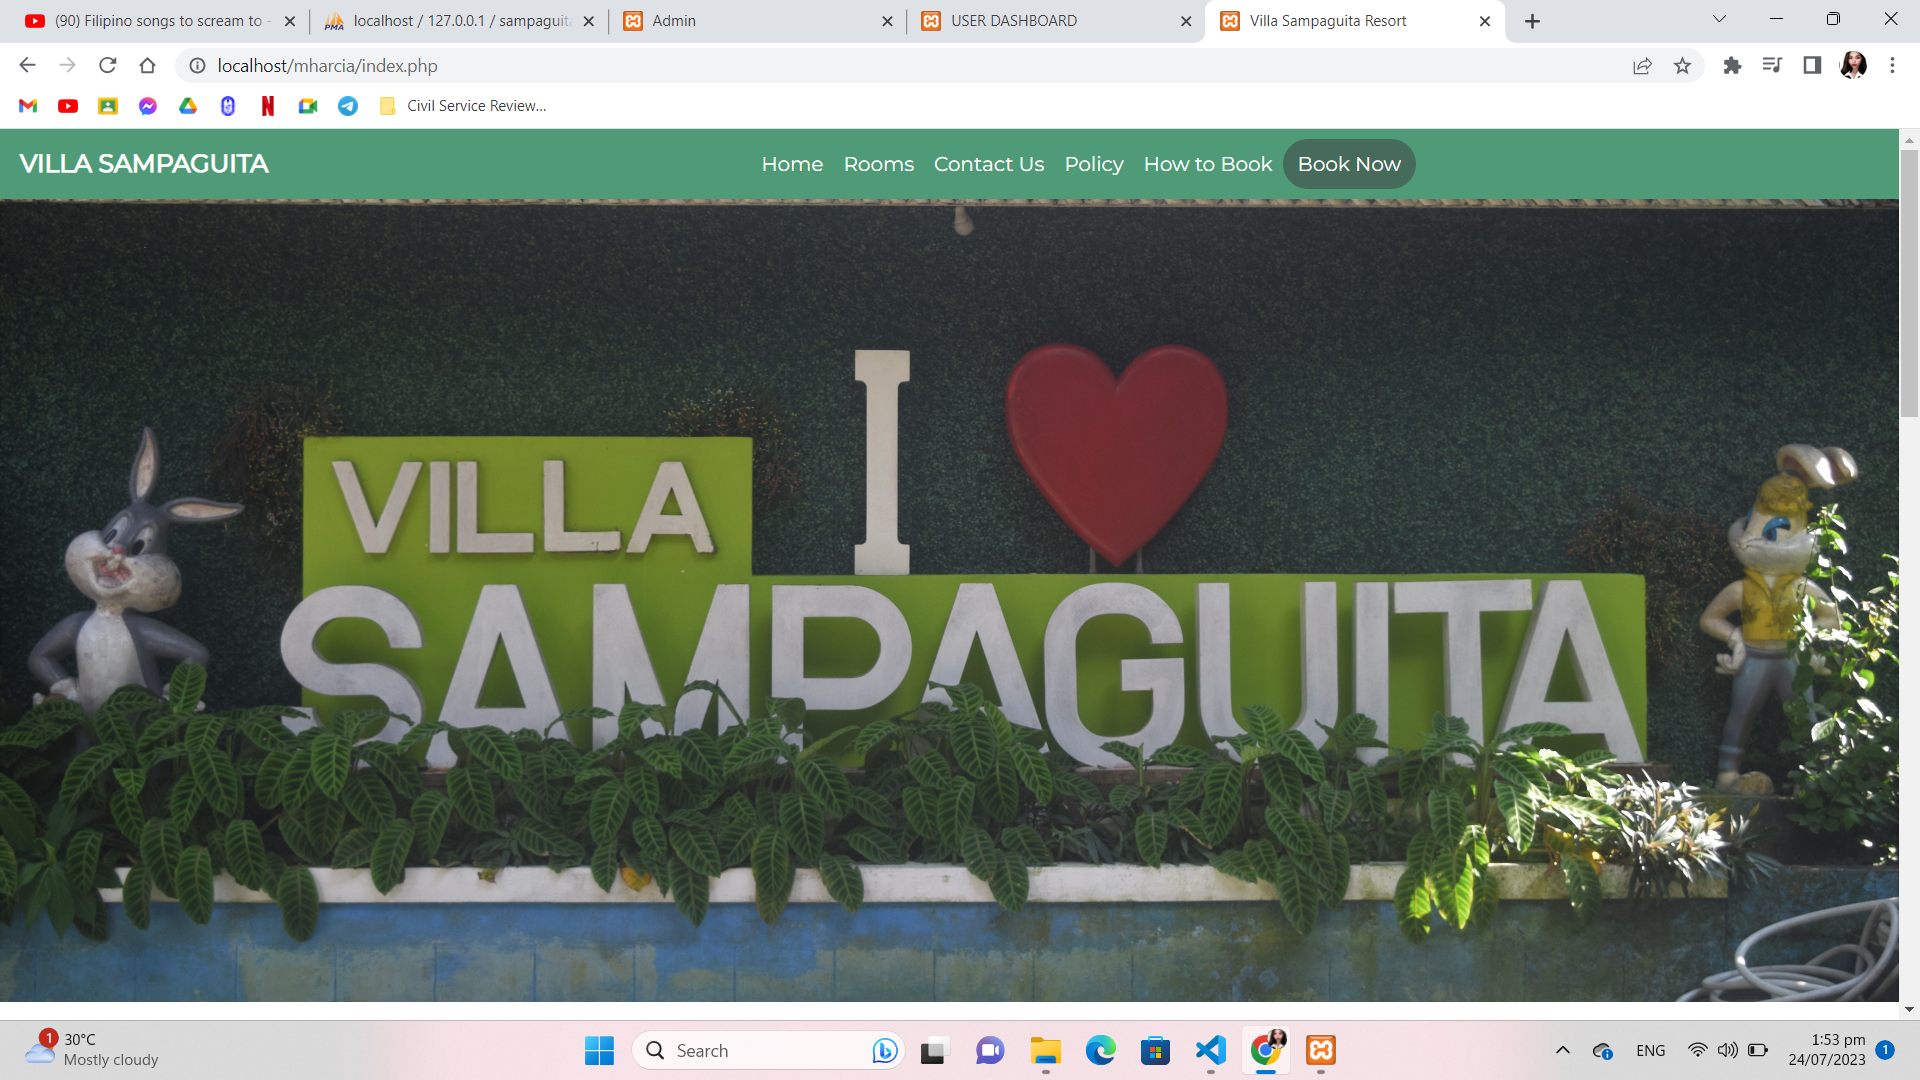 (90) Filipino songs to scream to -
localhost / 127.0.0.1 / sampaguita
Admin
USER DASHBOARD
Villa Sampaguita Resort
localhost/mharcia/index.php
Civil Service Review...
VILLA SAMPAGUITA
Home
Rooms
Contact Us
Policy
How to Book
Book Now
I
VILLA
SAMPAGUITA
1
30°C
Mostly cloudy
Search
ENG
1:53 pm
24/07/2023
1